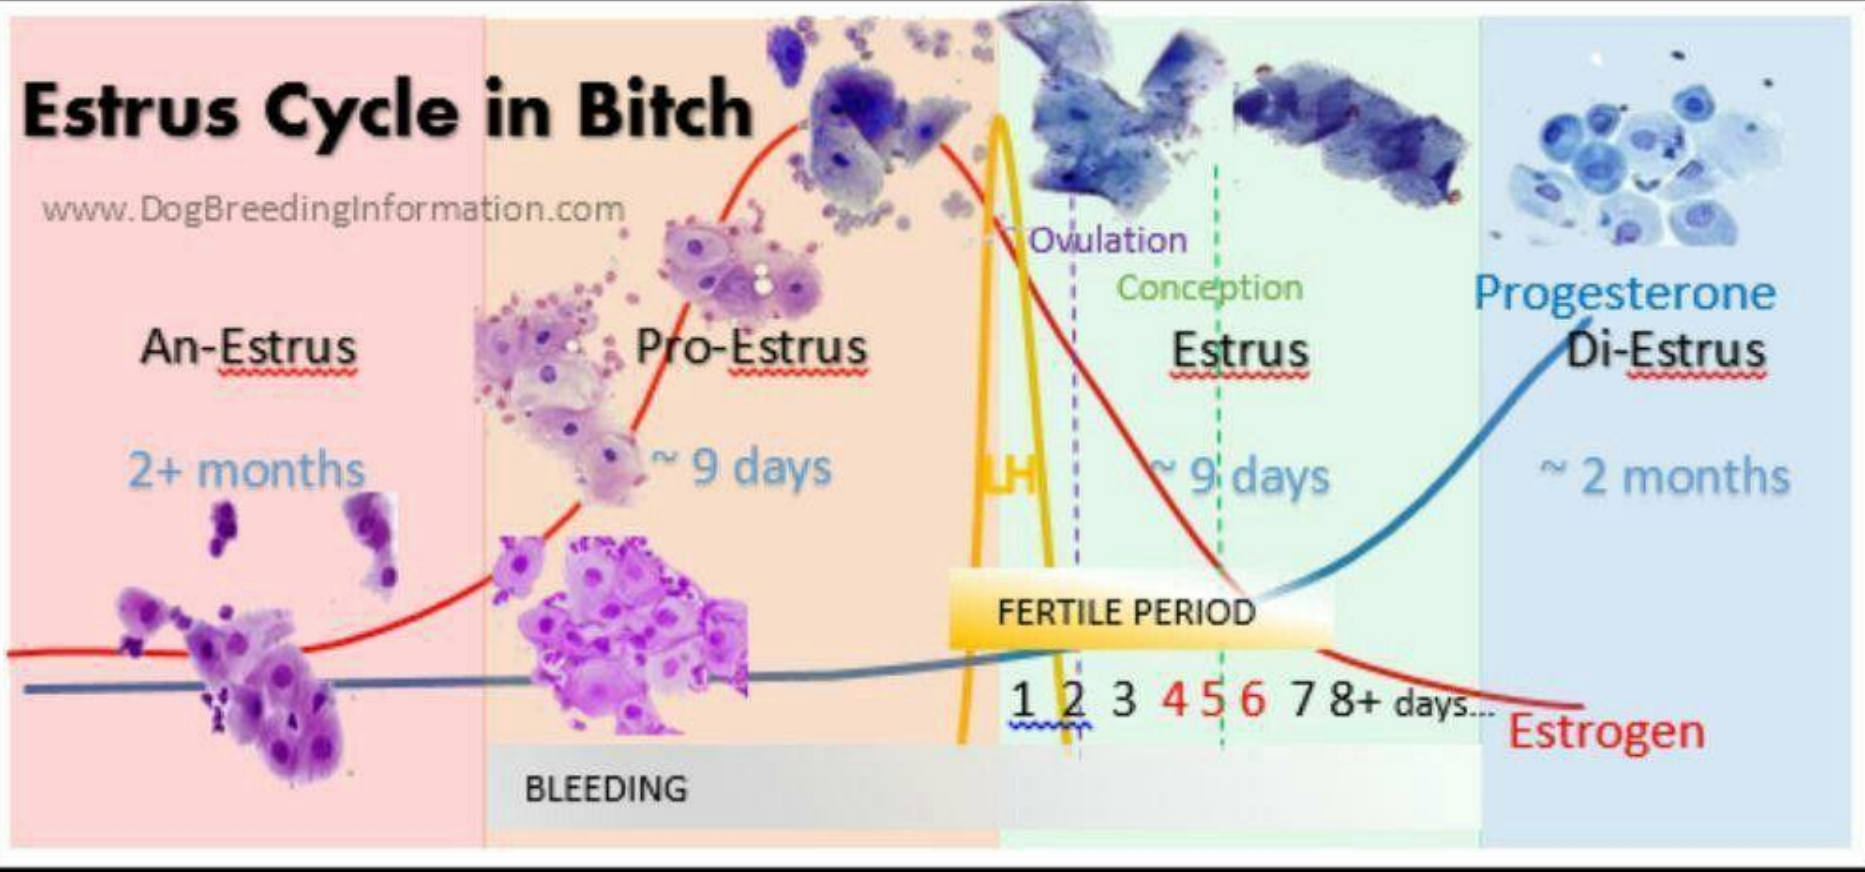 Estrus Cycle in Bitch
www.DogBreedingInformation.com
Ovulation
Conception
Progesterone
An-Estrus
Pro-Estrus
Estrus
Di-Estrus
2+ months
~ 9 days
LH
~ 9 days
~ 2 months
FERTILE PERIOD
1 2 3 4 5 6 7 8+ days...
Estrogen
BLEEDING